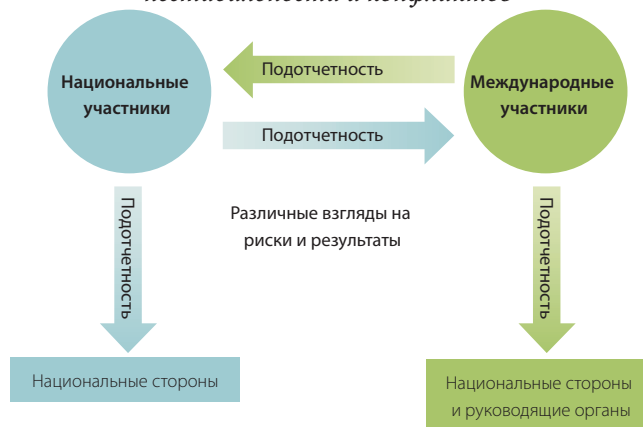 Национальные
участники
Подотчетность
Международные
участники
Подотчетность
Различные взгляды на
риски и результаты
Подотчетность
Подотчетность
Национальные стороны
Национальные стороны
и руководящие органы